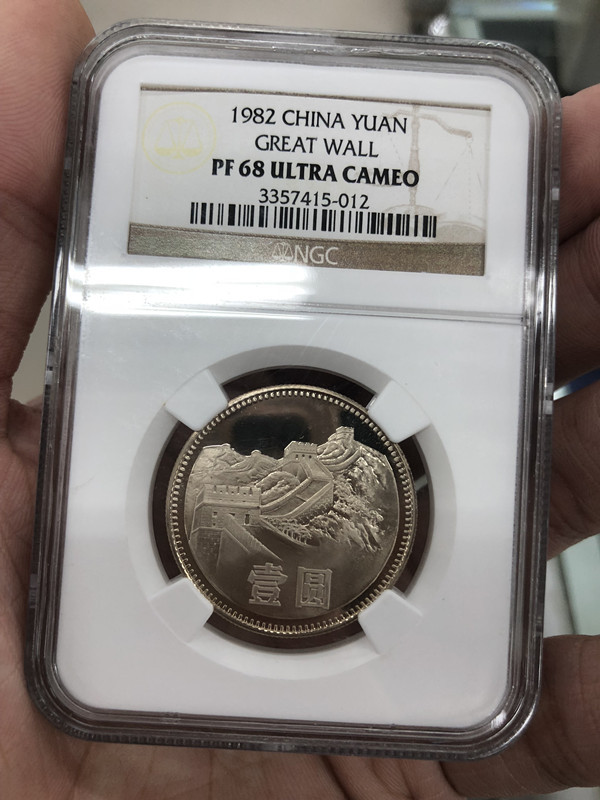 1982 CHINA YUAN
GREAT WALL
PF 68 ULTRA CAMEO
3357415-012
NGC
壹圆